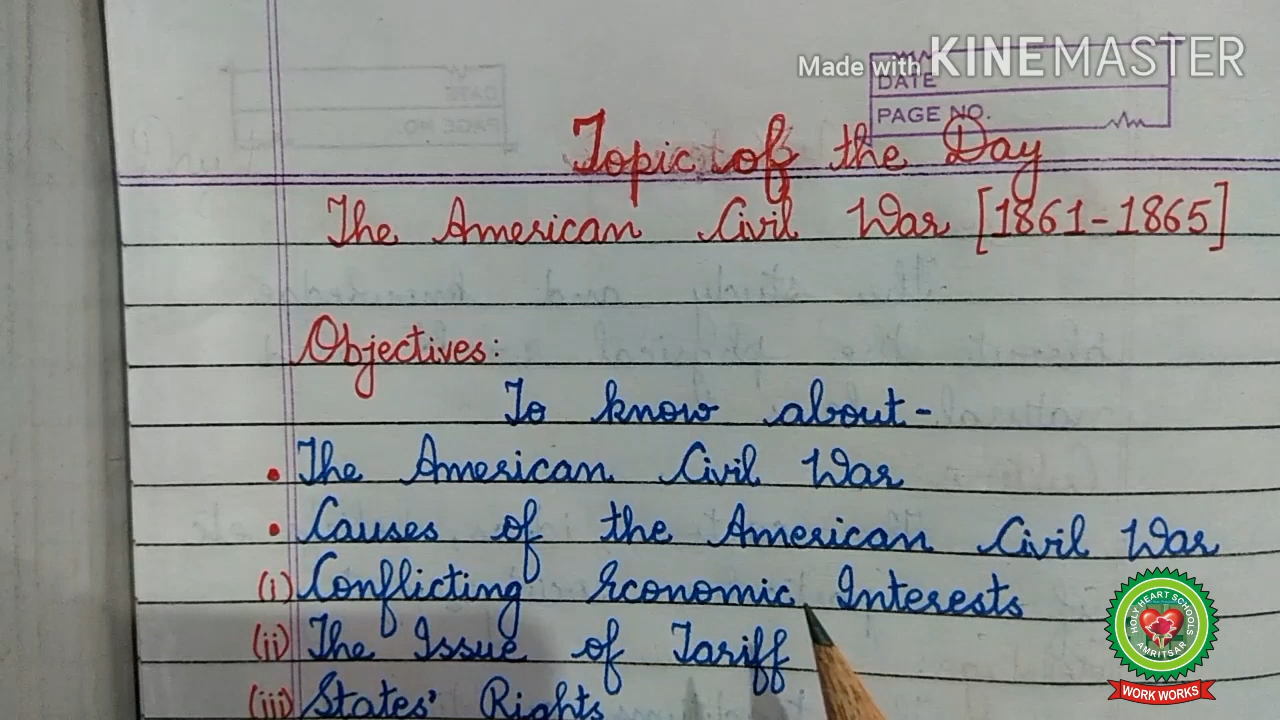 Made with KINEMASTER
DATE
PAGE NO.
Topic of the Day
The American Civil War [1861-1865]
Objectives:
To know about-
• The American Civil War
• Causes of the American Civil War
(i) Conflicting Economic Interests
(ii) The Issue of Tariff
(iii) States' Rights
HOLY HEART SCHOOLS
AMRITSAR
WORK WORKS